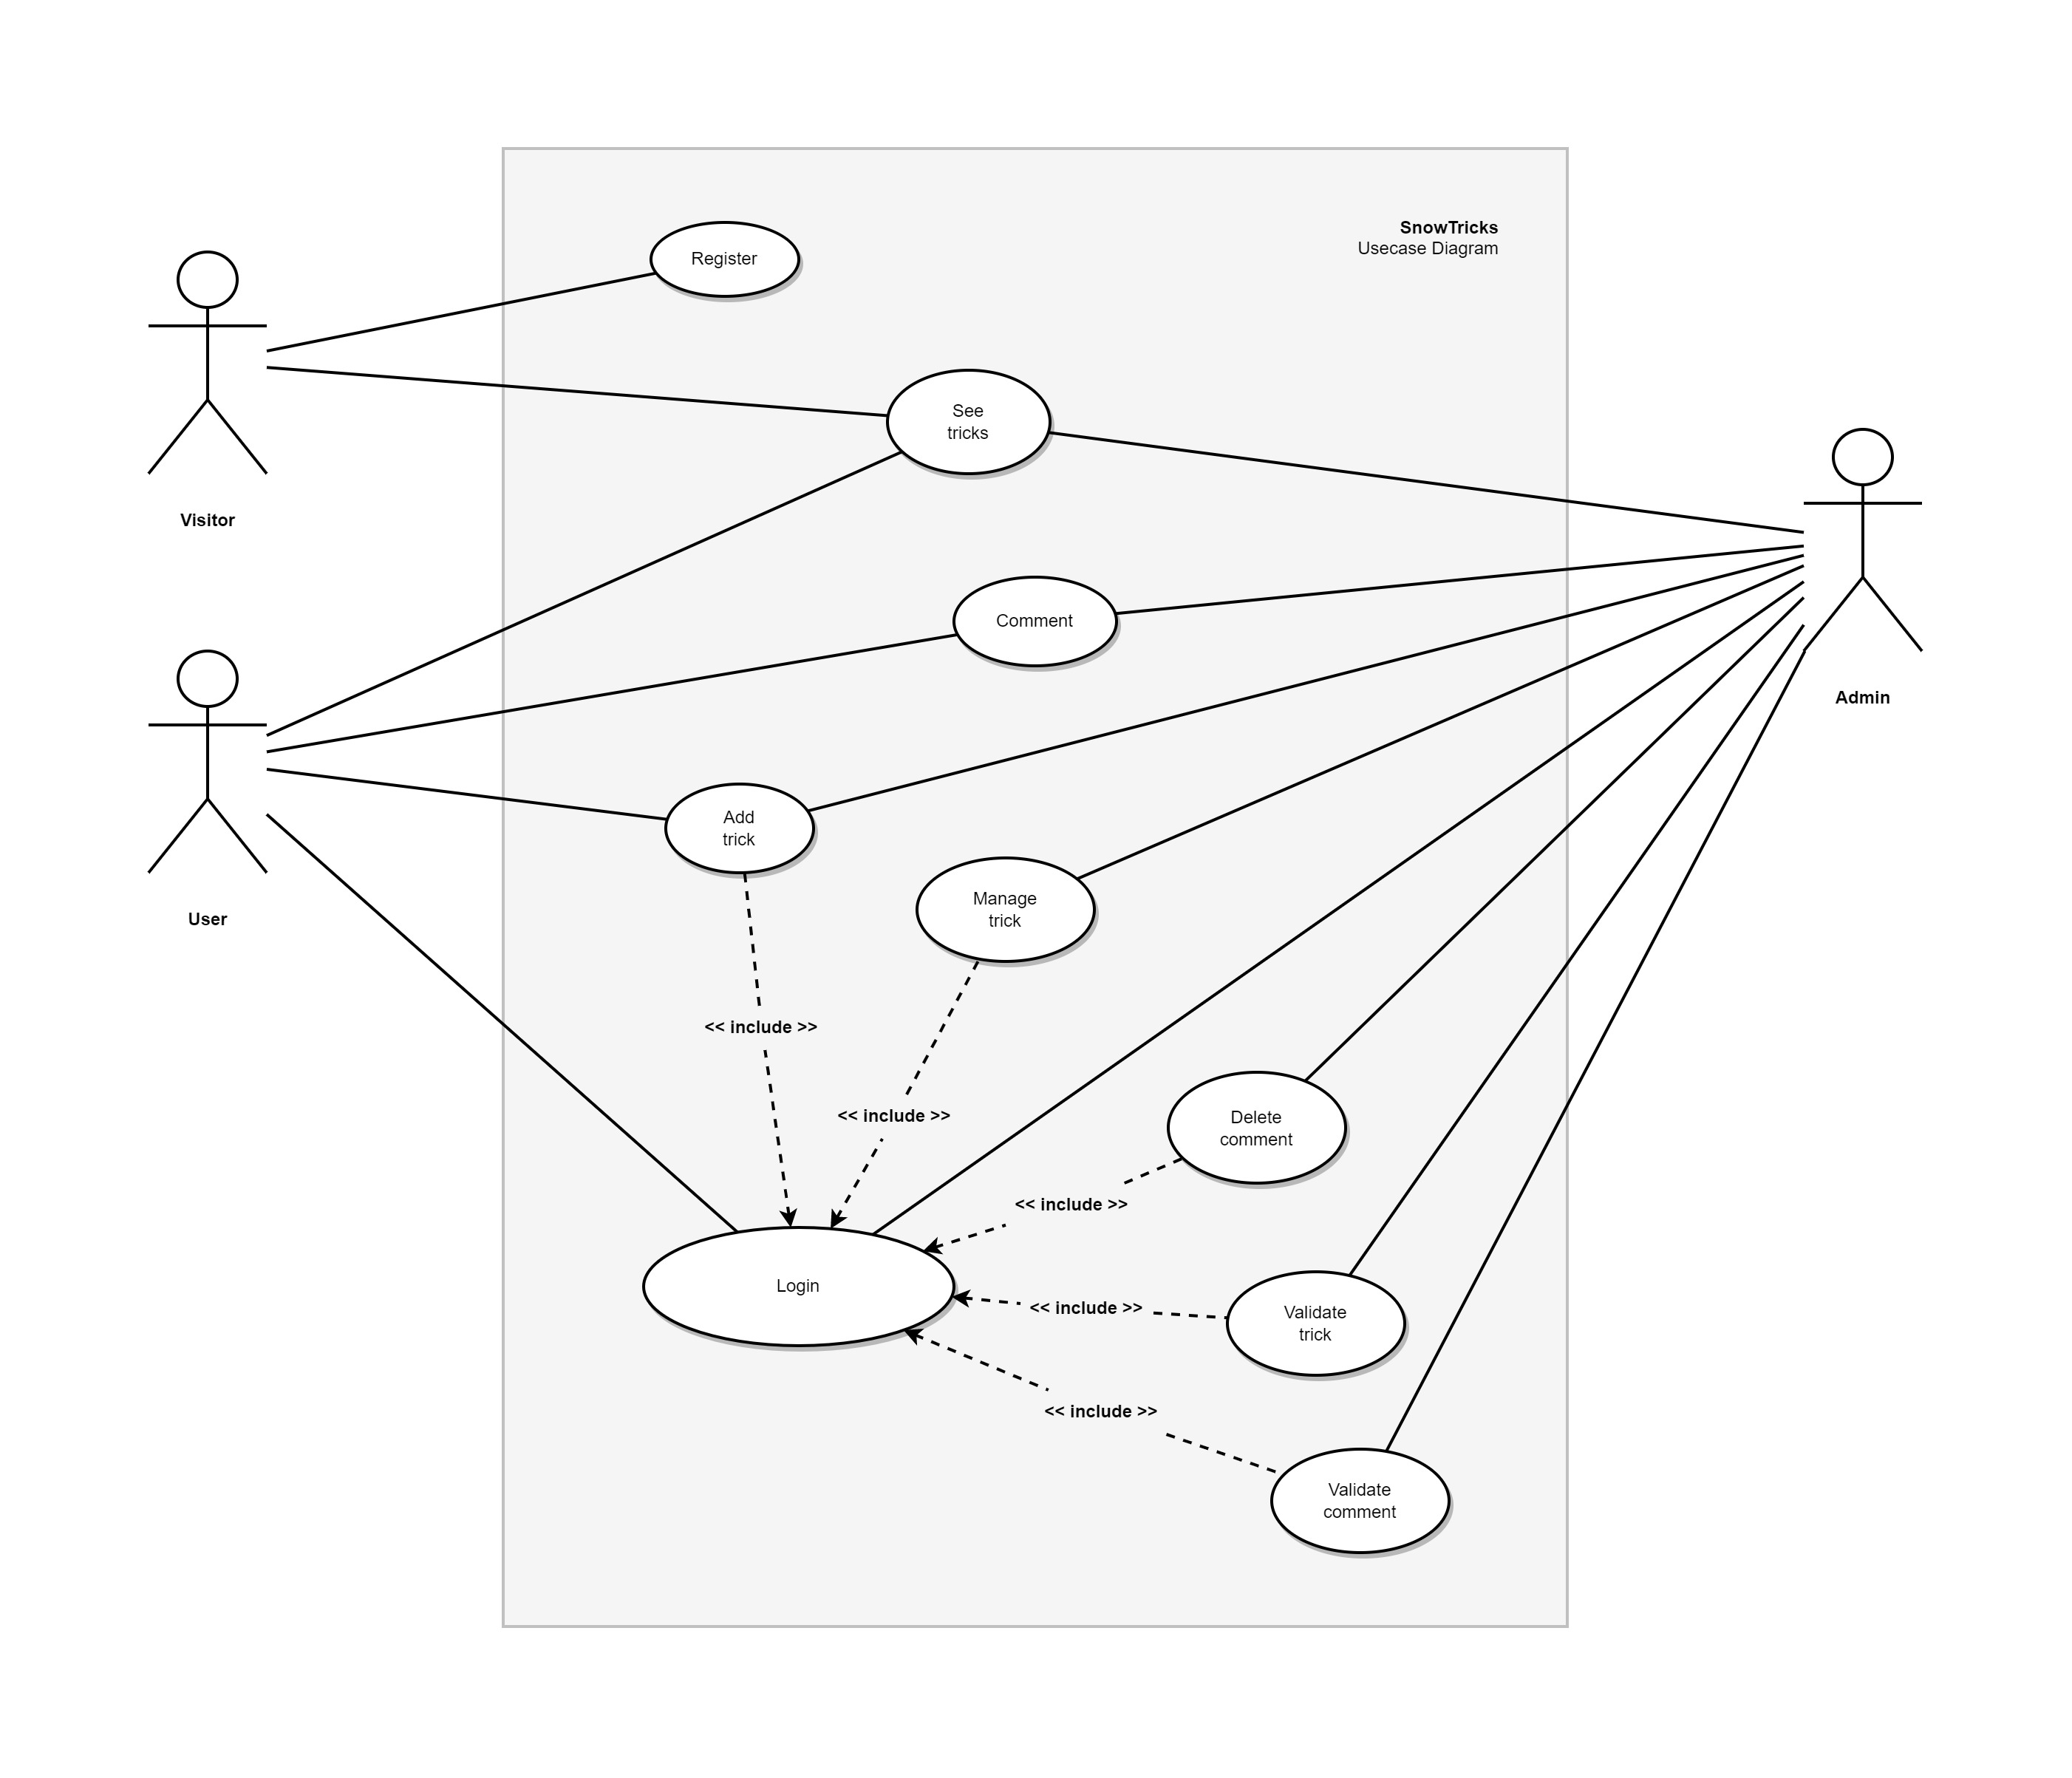 SnowTricks
Usecase Diagram
Register
See
tricks
Visitor
Comment
Admin
Add
trick
Manage
trick
User
<< include >>
<< include >>
Delete
comment
<< include >>
Login
<< include >>
Validate
trick
<< include >>
Validate
comment